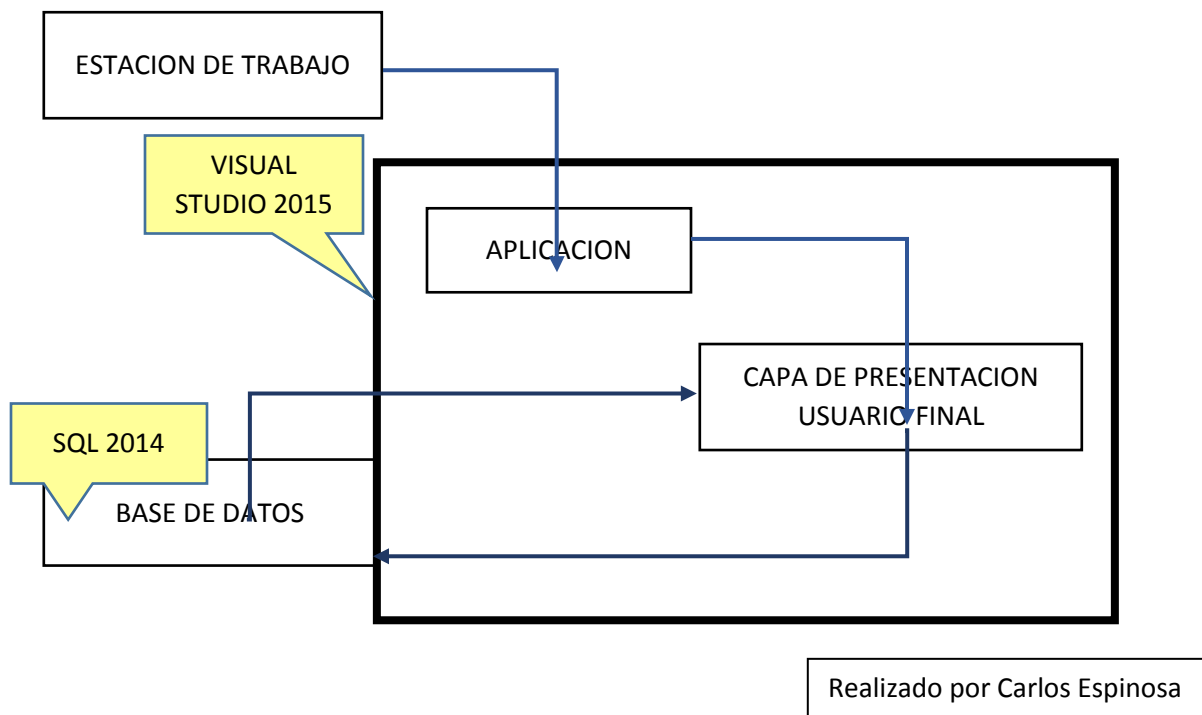 ESTACION DE TRABAJO
VISUAL
STUDIO 2015
APLICACION
CAPA DE PRESENTACION
USUARIO FINAL
SQL 2014
BASE DE DATOS
Realizado por Carlos Espinosa